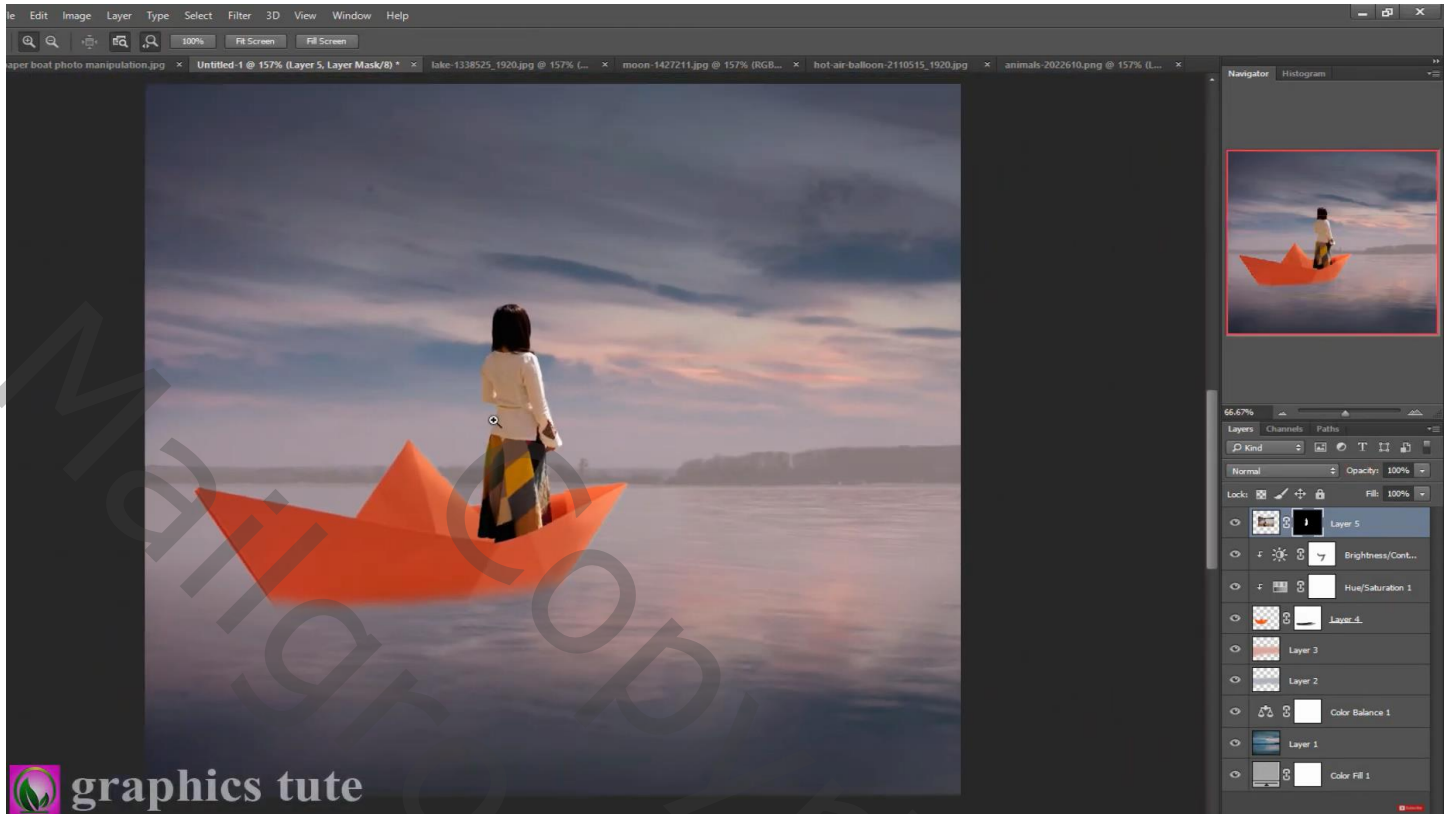 le Edit Image Layer Type Select Filter 3D View Window Help
100% Fit Screen Fill Screen
aper boat photo manipulation.jpg × Untitled-1 @ 157% (Layer 5, Layer Mask/8) * × lake-1338525_1920.jpg @ 157% (... × moon-1427211.jpg @ 157% (RGB... × hot-air-balloon-2110515_1920.jpg × animals-2022610.png @ 157% (L... ×
Navigator Histogram
66.67%
Layers Channels Paths
Kind
Normal Opacity: 100%
Lock: Fill: 100%
Layer 5
Brightness/Cont...
Hue/Saturation 1
Layer 4
Layer 3
Layer 2
Color Balance 1
Layer 1
Color Fill 1
graphics tute